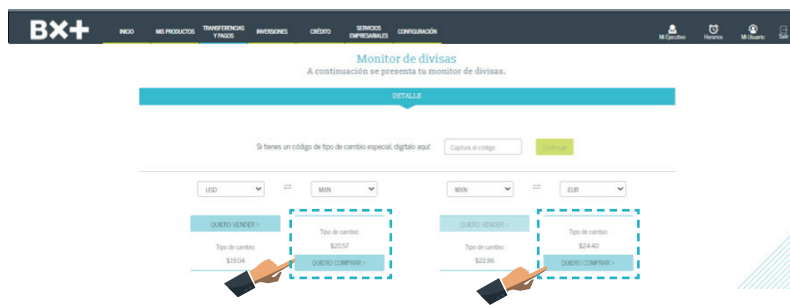 BX+
INICIO MIS PRODUCTOS TRANSFERENCIAS Y PAGOS INVERSIONES CRÉDITO SERVICIOS EMPRESARIALES CONFIGURACIÓN Mi Ejecutivo Horarios Mi Usuario Salir
Monitor de divisas
A continuación se presenta tu monitor de divisas.
DETALLE
Si tienes un código de tipo de cambio especial, digítalo aquí: Captura el código Continuar
USD MXN MXN EUR
QUIERO VENDER > QUIERO VENDER >
Tipo de cambio: Tipo de cambio:
$20.57 $24.40
Tipo de cambio: Tipo de cambio:
$19.04 QUIERO COMPRAR > $22.86 QUIERO COMPRAR >